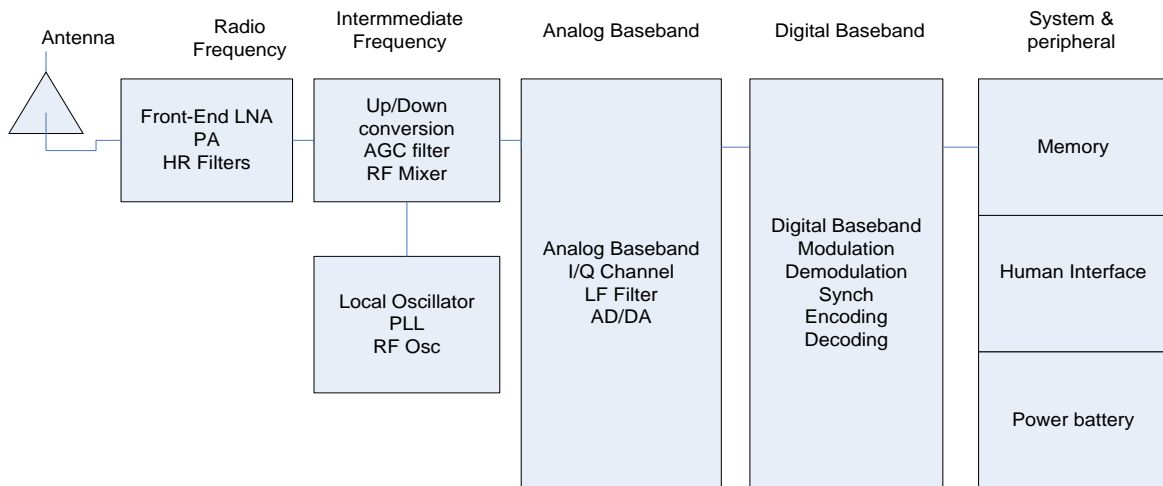 Antenna
Radio
Frequency
Intermmediate
Frequency
Analog Baseband
Digital Baseband
System &
peripheral
Front-End LNA
PA
HR Filters
Up/Down
conversion
AGC filter
RF Mixer
Local Oscillator
PLL
RF Osc
Analog Baseband
I/Q Channel
LF Filter
AD/DA
Digital Baseband
Modulation
Demodulation
Synch
Encoding
Decoding
Memory
Human Interface
Power battery